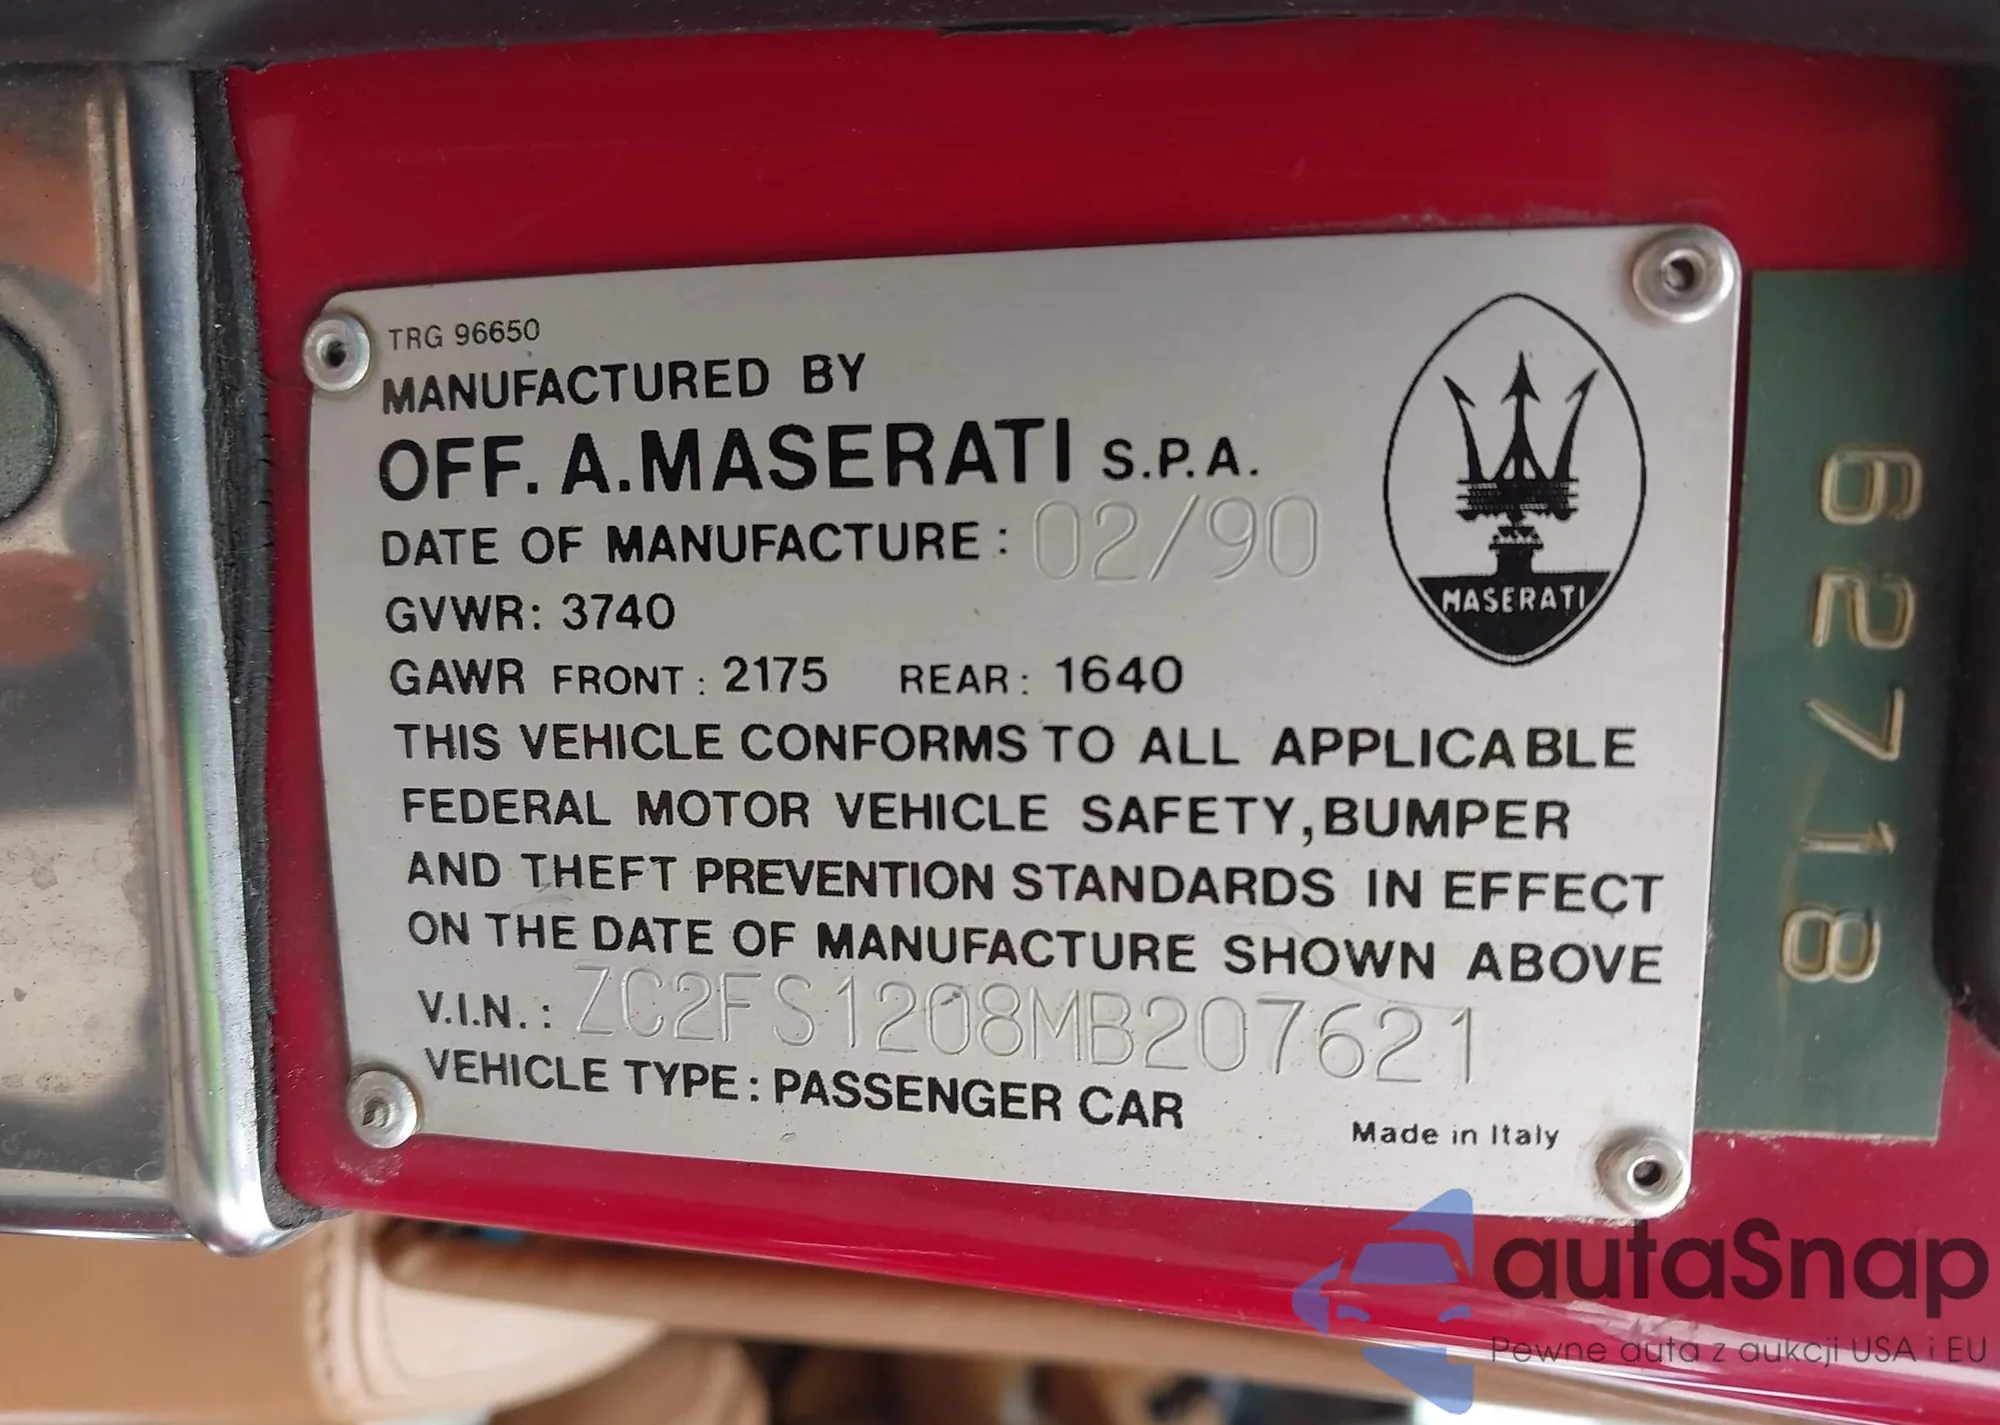 TRG 96650
MANUFACTURED BY
OFF. A.MASERATI S.P.A.
DATE OF MANUFACTURE : 02/90
GVWR: 3740
GAWR FRONT : 2175 REAR : 1640
THIS VEHICLE CONFORMS TO ALL APPLICABLE
FEDERAL MOTOR VEHICLE SAFETY, BUMPER
AND THEFT PREVENTION STANDARDS IN EFFECT
ON THE DATE OF MANUFACTURE SHOWN ABOVE
V.I.N. : ZC2FS1208MB207621
VEHICLE TYPE : PASSENGER CAR
Made in Italy
MASERATI
62718
autaSnap
Pewne auta z aukcji USA i EU